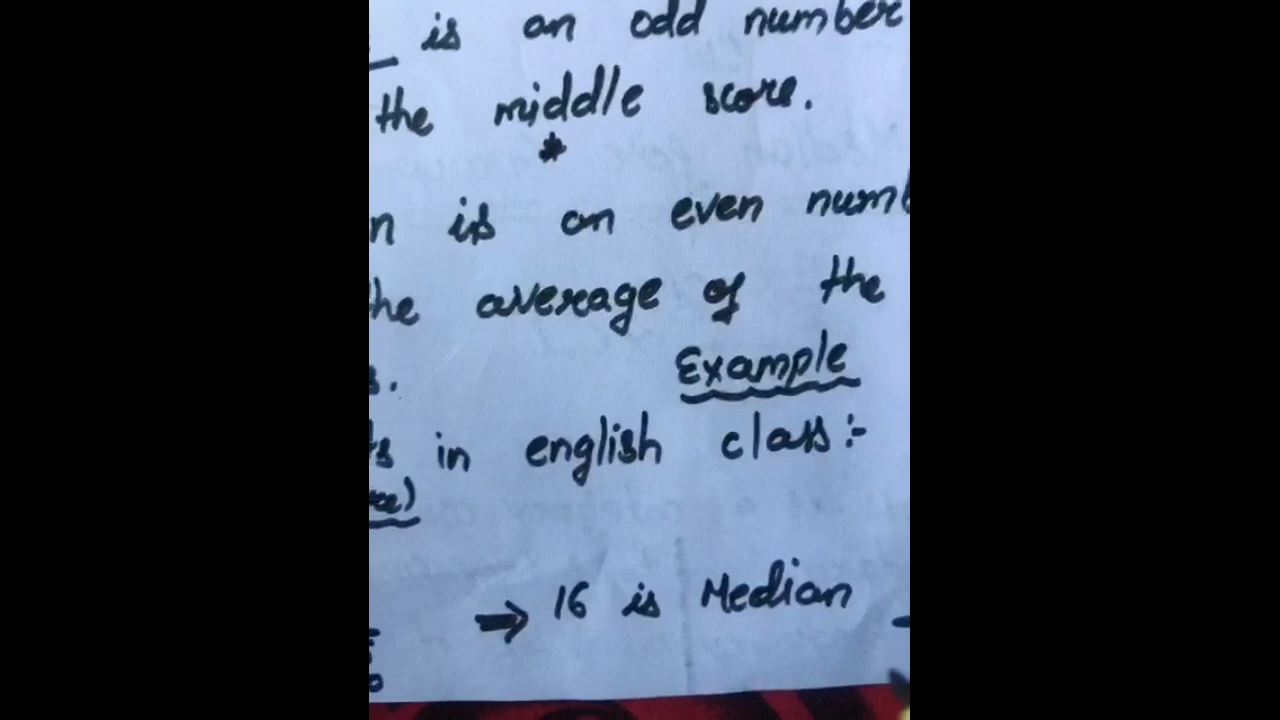 is an odd number
the middle score.
*
n is an even numb
he average of the
s.
Example
ts in english class:-
→ 16 is Median